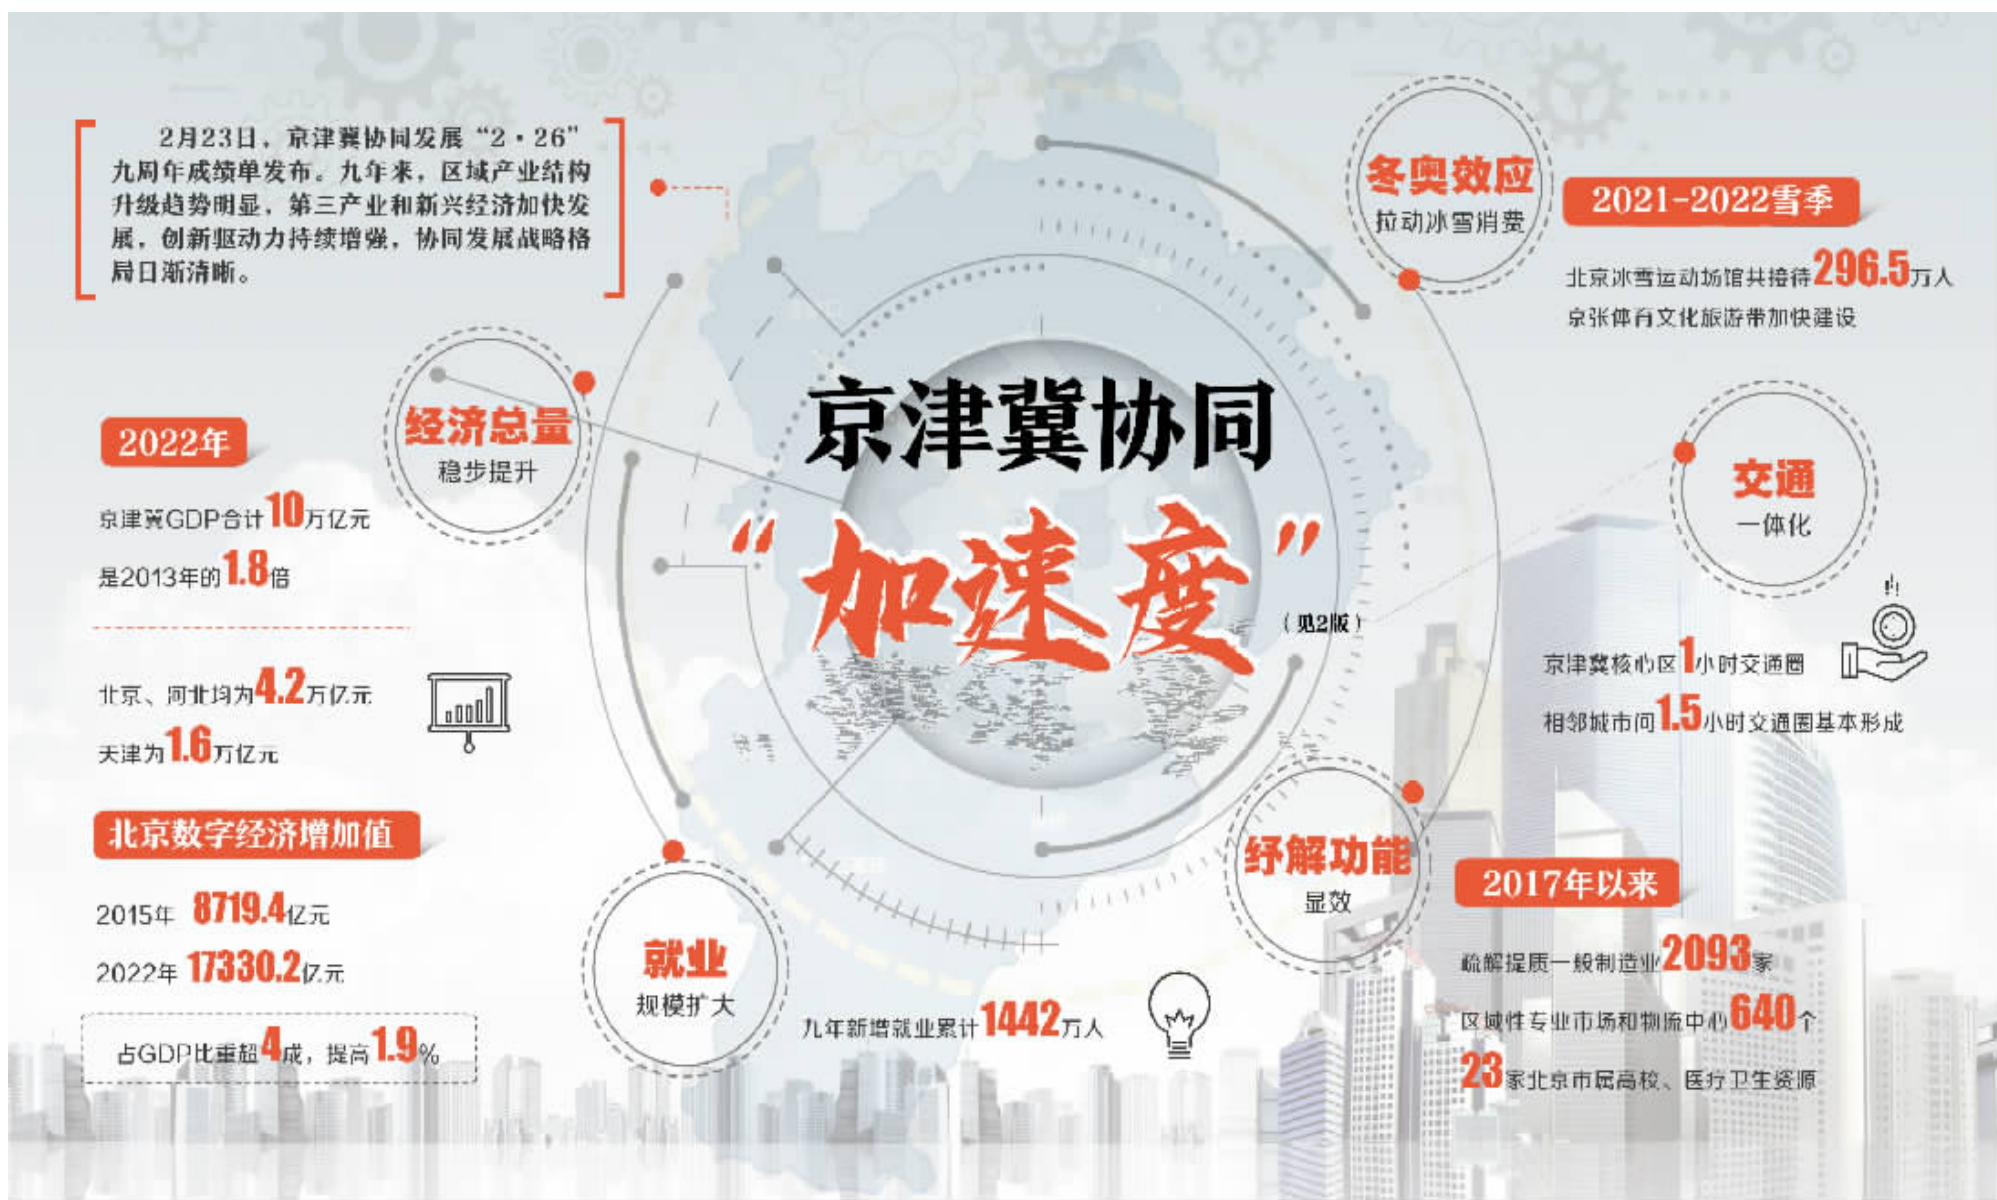 2月23日，京津冀协同发展“2·26”
九周年成绩单发布。九年来，区域产业结构
升级趋势明显，第三产业和新兴经济加快发
展，创新驱动力持续增强，协同发展战略格
局日渐清晰。
京津冀协同
“加速度”
（见2版）
经济总量
稳步提升
2022年
京津冀GDP合计10万亿元
是2013年的1.8倍
北京、河北均为4.2万亿元
天津为1.6万亿元
北京数字经济增加值
2015年 8719.4亿元
2022年 17330.2亿元
占GDP比重超4成，提高1.9%
就业
规模扩大
九年新增就业累计1442万人
冬奥效应
拉动冰雪消费
2021-2022雪季
北京冰雪运动场馆共接待296.5万人
京张体育文化旅游带加快建设
交通
一体化
京津冀核心区1小时交通圈
相邻城市间1.5小时交通圈基本形成
纾解功能
显效
2017年以来
疏解提质一般制造业2093家
区域性专业市场和物流中心640个
23家北京市属高校、医疗卫生资源